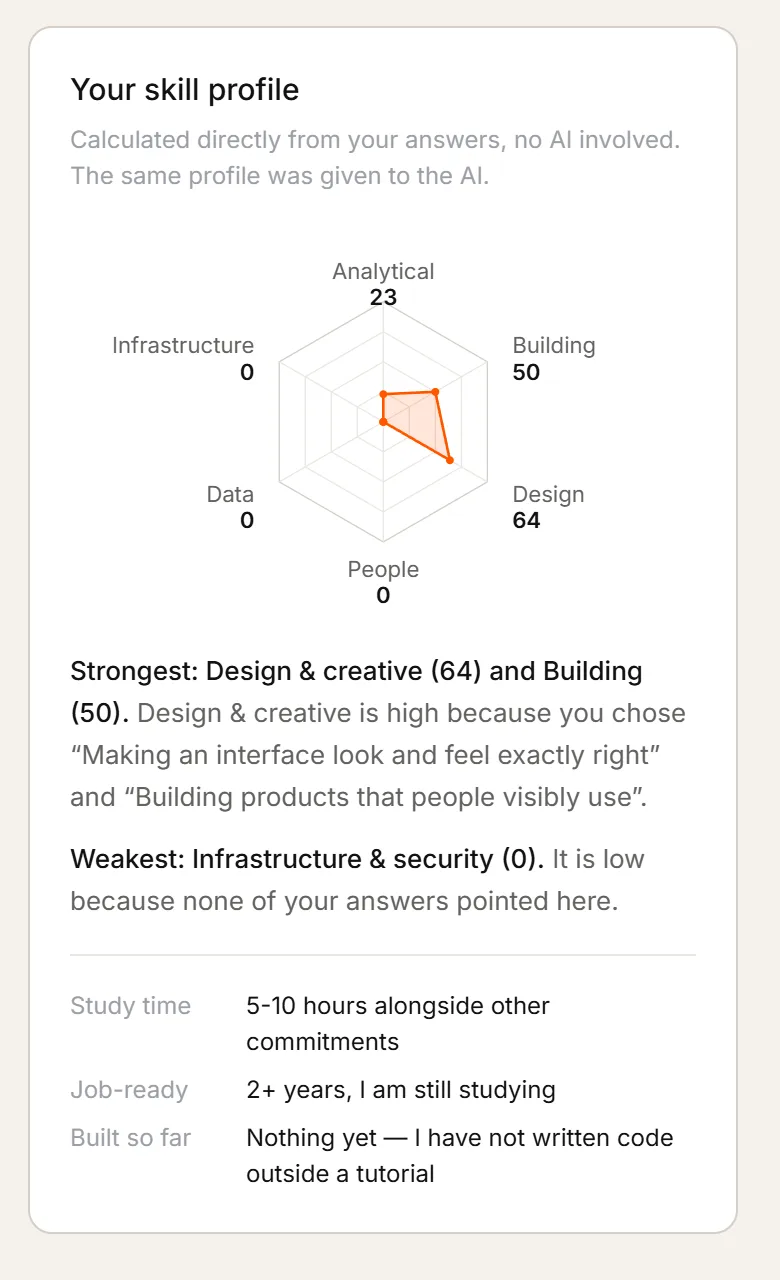 Your skill profile
Calculated directly from your answers, no AI involved.
The same profile was given to the AI.
Analytical
23
Infrastructure
0
Building
50
Data
0
Design
64
People
0
Strongest: Design & creative (64) and Building
(50). Design & creative is high because you chose
“Making an interface look and feel exactly right”
and “Building products that people visibly use”.
Weakest: Infrastructure & security (0). It is low
because none of your answers pointed here.
Study time 5-10 hours alongside other
commitments
Job-ready 2+ years, I am still studying
Built so far Nothing yet — I have not written code
outside a tutorial